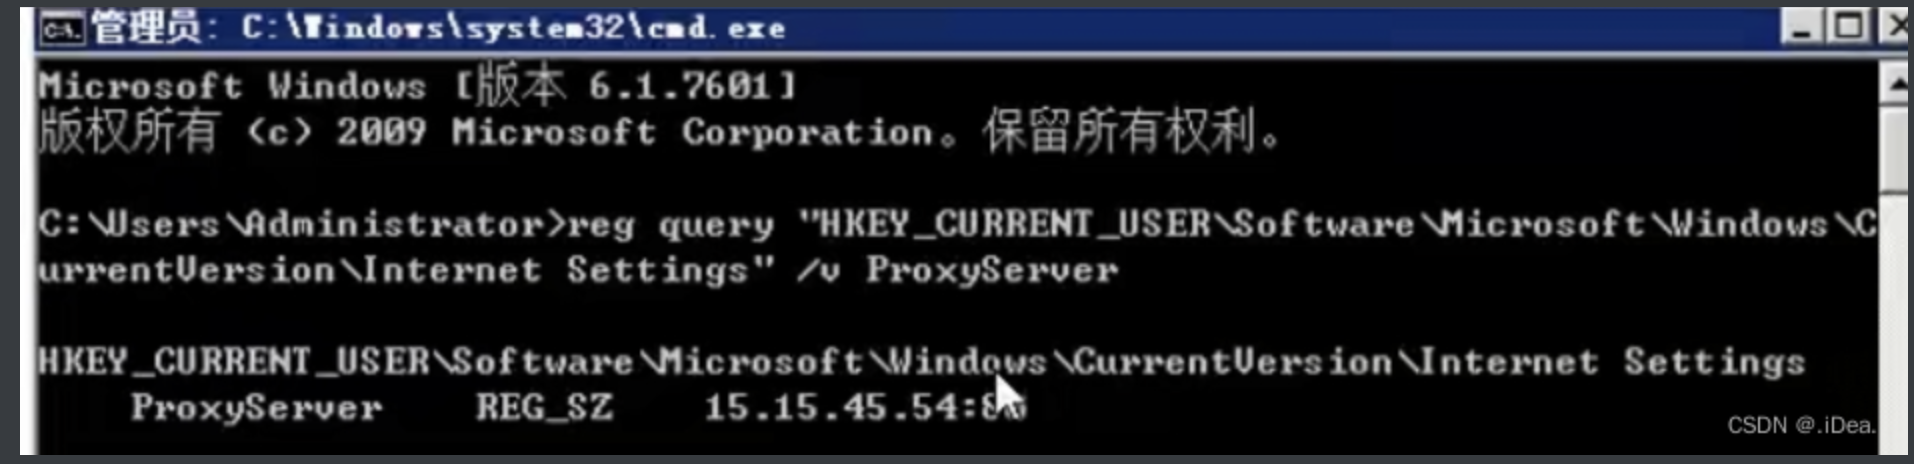 管理员: C:\Windows\system32\cmd.exe
Microsoft Windows [版本 6.1.7601]
版权所有 (c) 2009 Microsoft Corporation。保留所有权利。
C:\Users\Administrator>reg query "HKEY_CURRENT_USER\Software\Microsoft\Windows\C
urrentVersion\Internet Settings" /v ProxyServer
HKEY_CURRENT_USER\Software\Microsoft\Windows\CurrentVersion\Internet Settings
ProxyServer REG_SZ 15.15.45.54:80
CSDN @.iDea.